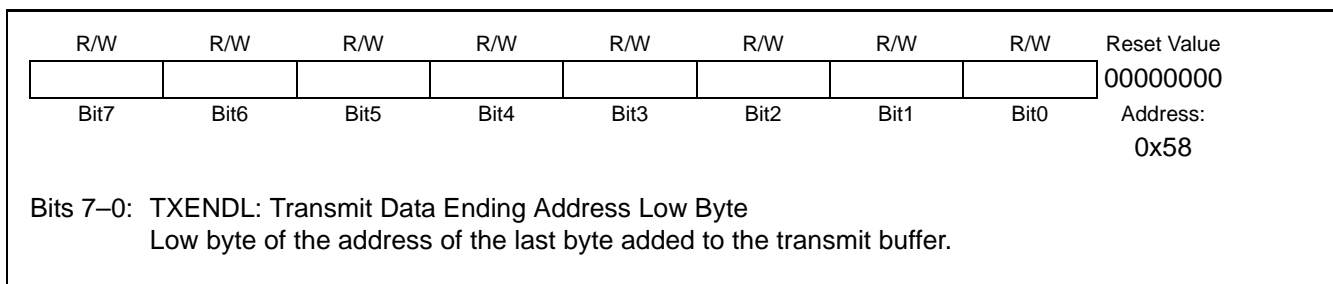 R/W R/W R/W R/W R/W R/W R/W R/W Reset Value
00000000
Bit7 Bit6 Bit5 Bit4 Bit3 Bit2 Bit1 Bit0 Address:
0x58
Bits 7–0: TXENDL: Transmit Data Ending Address Low Byte
Low byte of the address of the last byte added to the transmit buffer.